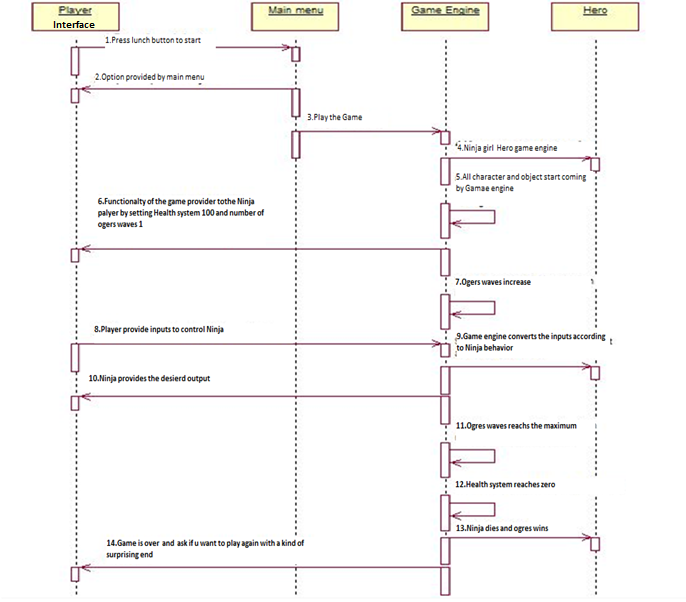 Player
Interface
Main menu
Game Engine
Hero
1.Press lunch button to start
2.Option provided by main menu
3.Play the Game
4.Ninja girl Hero game engine
5.All character and object start coming
by Gamae engine
6.Functionalty of the game provider tothe Ninja
palyer by setting Health system 100 and number of
ogers waves 1
7.Ogers waves increase
8.Player provide inputs to control Ninja
9.Game engine converts the inputs according
to Ninja behavior
10.Ninja provides the desierd output
11.Ogres waves reachs the maximum
12.Health system reaches zero
13.Ninja dies and ogres wins
14.Game is over and ask if u want to play again with a kind of
surprising end